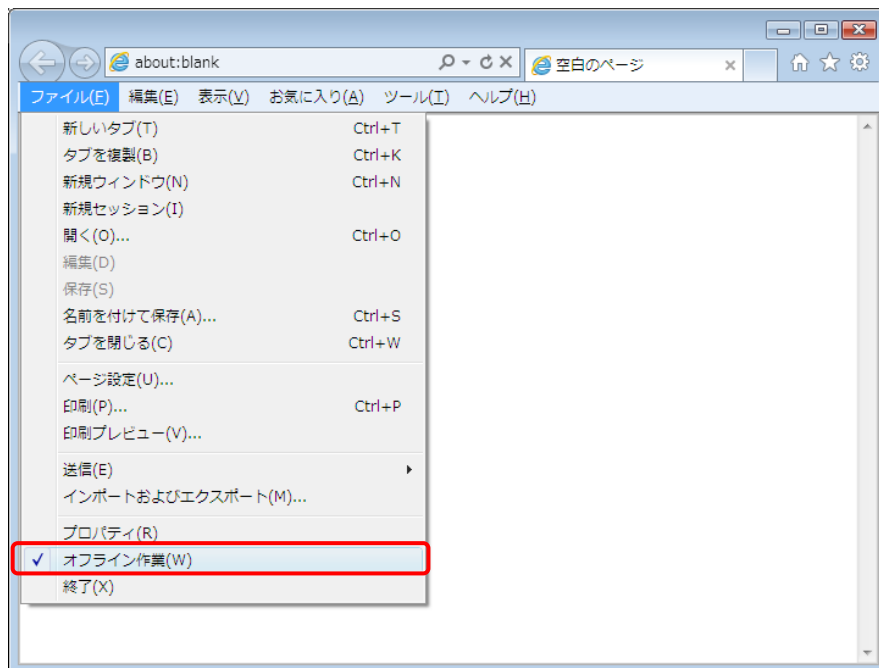 about:blank
空白のページ
ファイル(F) 編集(E) 表示(V) お気に入り(A) ツール(T) ヘルプ(H)
新しいタブ(T) Ctrl+T
タブを複製(B) Ctrl+K
新規ウィンドウ(N) Ctrl+N
新規セッション(I)
開く(O)... Ctrl+O
編集(D)
保存(S)
名前を付けて保存(A)... Ctrl+S
タブを閉じる(C) Ctrl+W
ページ設定(U)...
印刷(P)... Ctrl+P
印刷プレビュー(V)...
送信(E)
インポートおよびエクスポート(M)...
プロパティ(R)
オフライン作業(W)
終了(X)